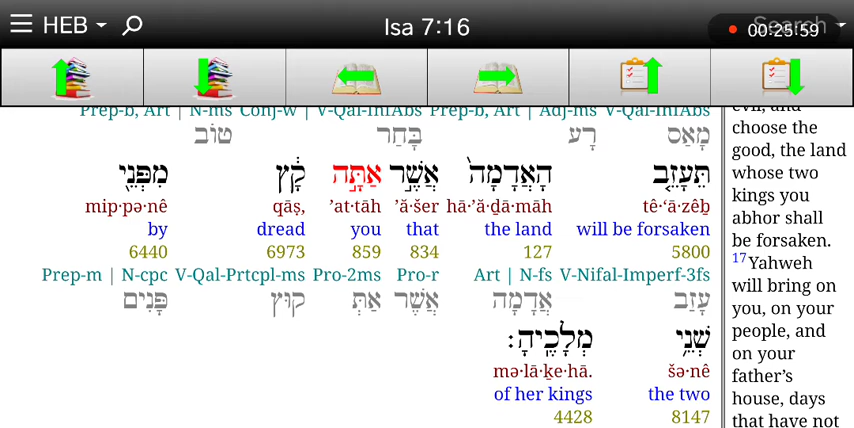 HEB
Isa 7:16
Search
00:25:59
Prep-b, Art | N-ms Conj-w | V-Qal-InfAbs Prep-b, Art | Adj-ms V-Qal-InfAbs
מָאַס רָע בָּחַר טוֹב
תֵּעָזֵ֤ב הָאֲדָמָה֙ אֲשֶׁ֣ר אַתָּ֣ה קָ֔ץ מִפְּנֵ֖י
mip·pə·nê qāṣ, ’at·tāh ’ă·šer hā·’ă·ḏā·māh tê·‘ā·zêḇ
by dread you that the land will be forsaken
6440 6973 859 834 127 5800
Prep-m | N-cpc V-Qal-Prtcpl-ms Pro-2ms Pro-r Art | N-fs V-Nifal-Imperf-3fs
עָזַב אֲדָמָה אֲשֶׁר אַתְּ קוּץ פָּנִים
שְׁנֵ֥י מְלָכֶֽיהָ׃
mə·lā·ḵe·hā. šə·nê
of her kings the two
4428 8147
evil, and
choose the
good, the land
whose two
kings you
abhor shall
be forsaken.
17 Yahweh
will bring on
you, on your
people, and
on your
father’s
house, days
that have not